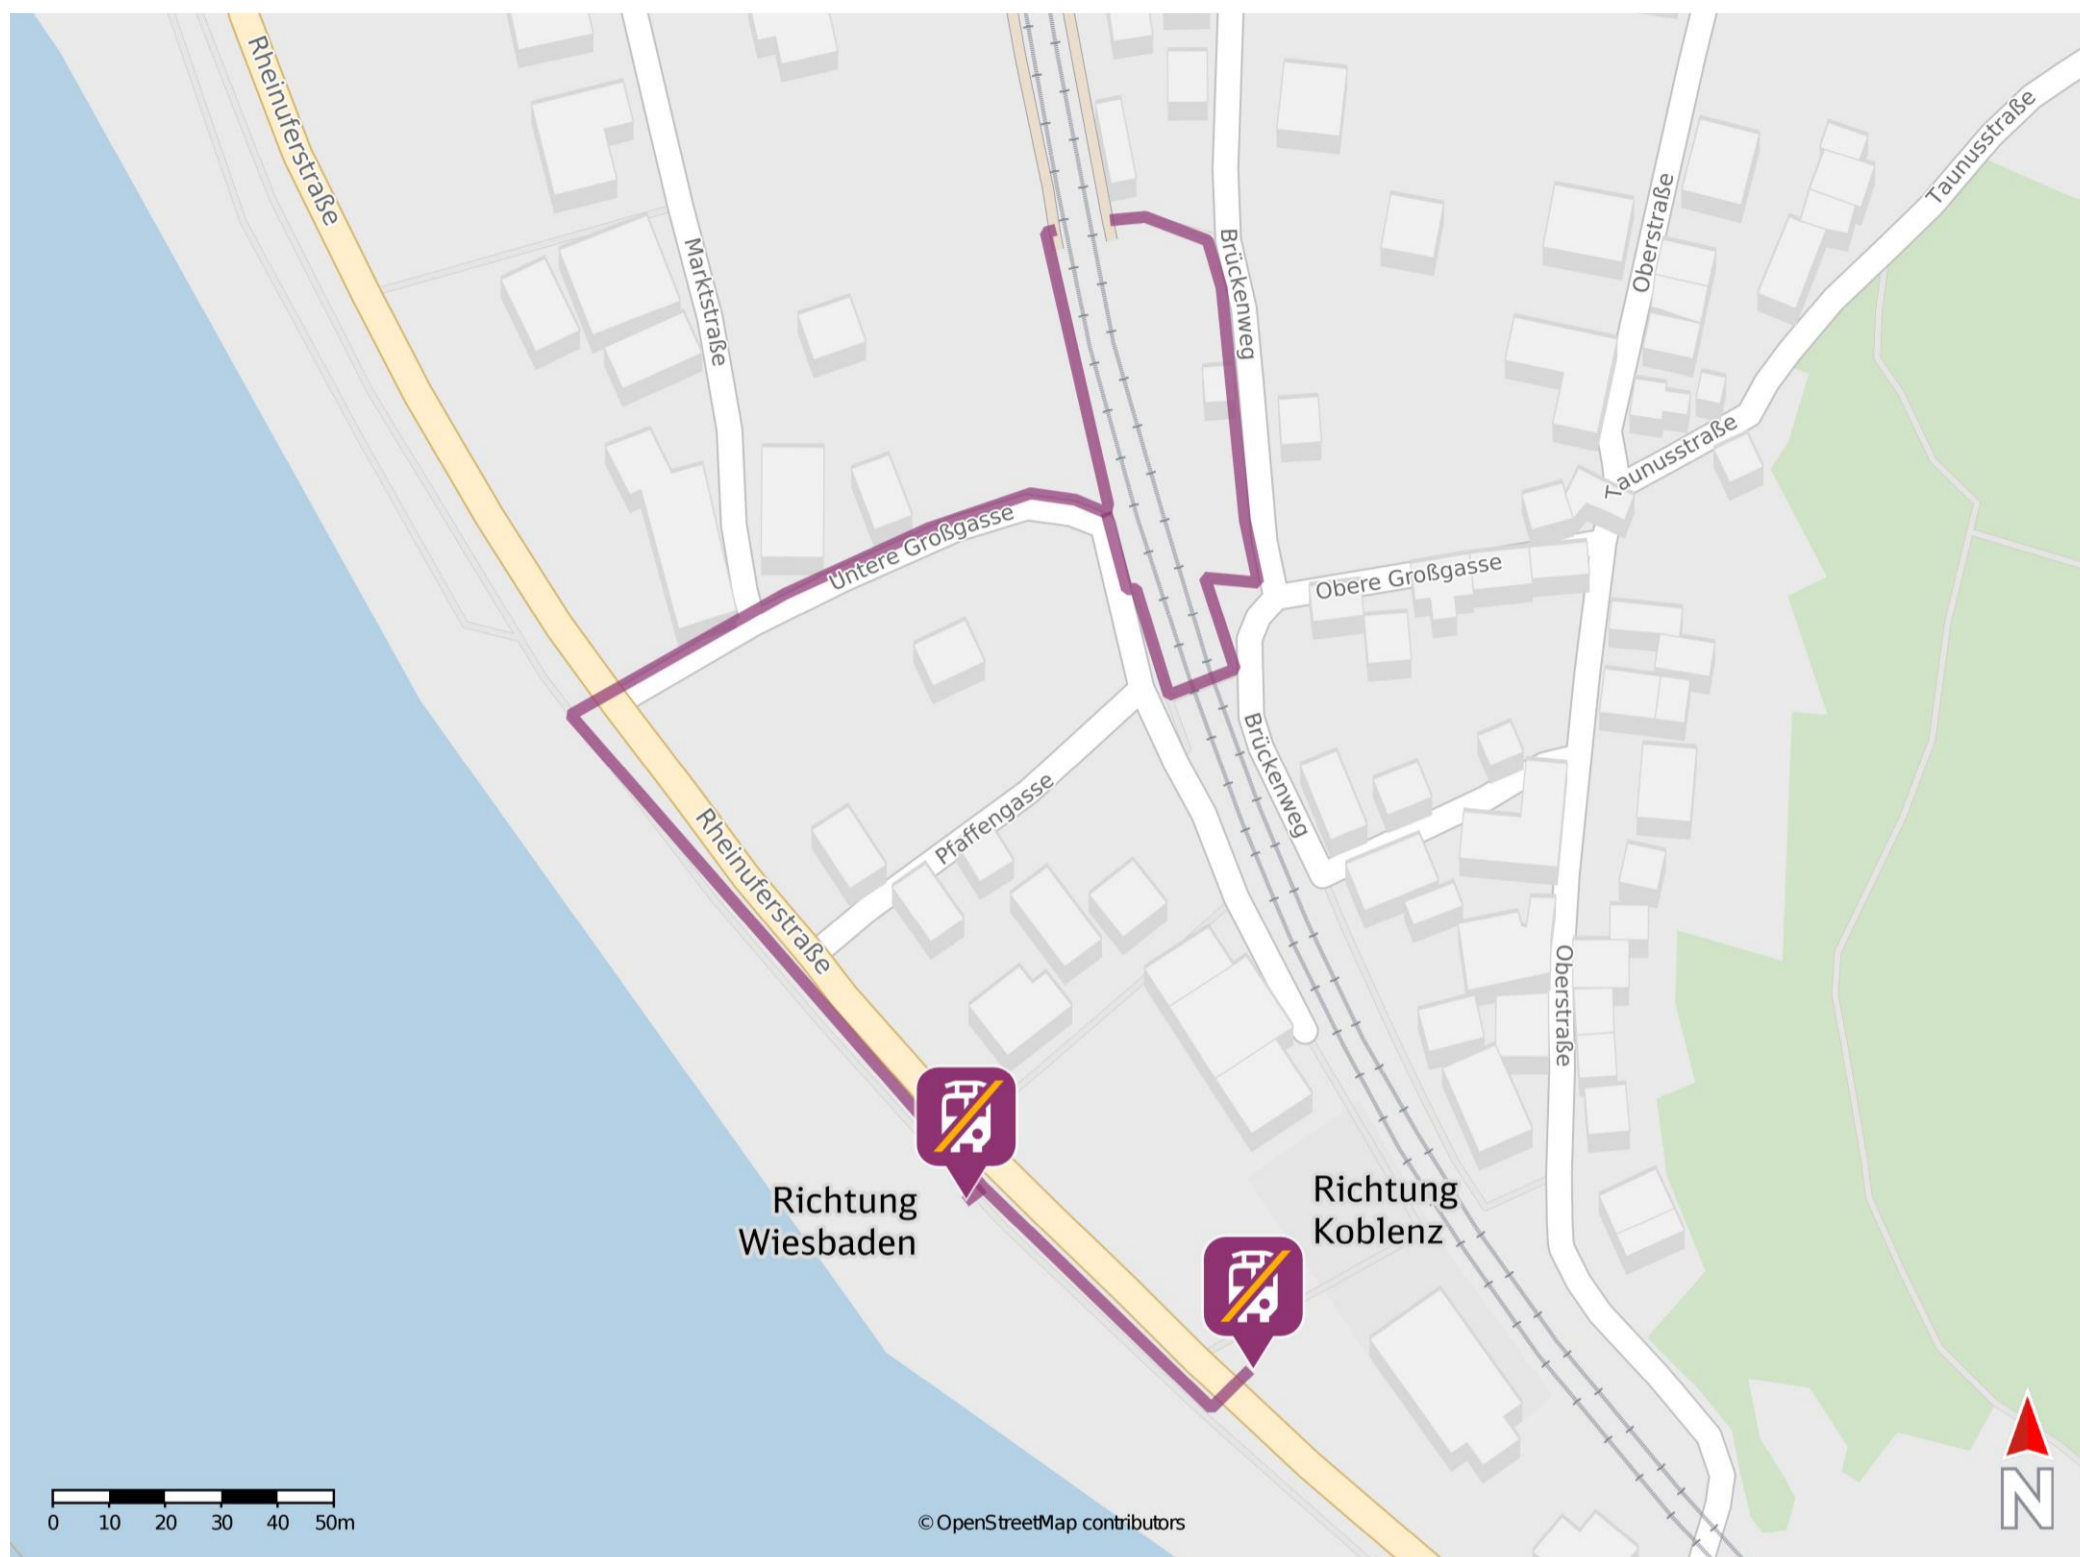 Rheinuferstraße
Marktstraße
Brückenweg
Oberstraße
Taunusstraße
Taunusstraße
Untere Großgasse
Obere Großgasse
Brückenweg
Pfaffengasse
Rheinuferstraße
Oberstraße
Richtung
Wiesbaden
Richtung
Koblenz
0 10 20 30 40 50m
© OpenStreetMap contributors
N